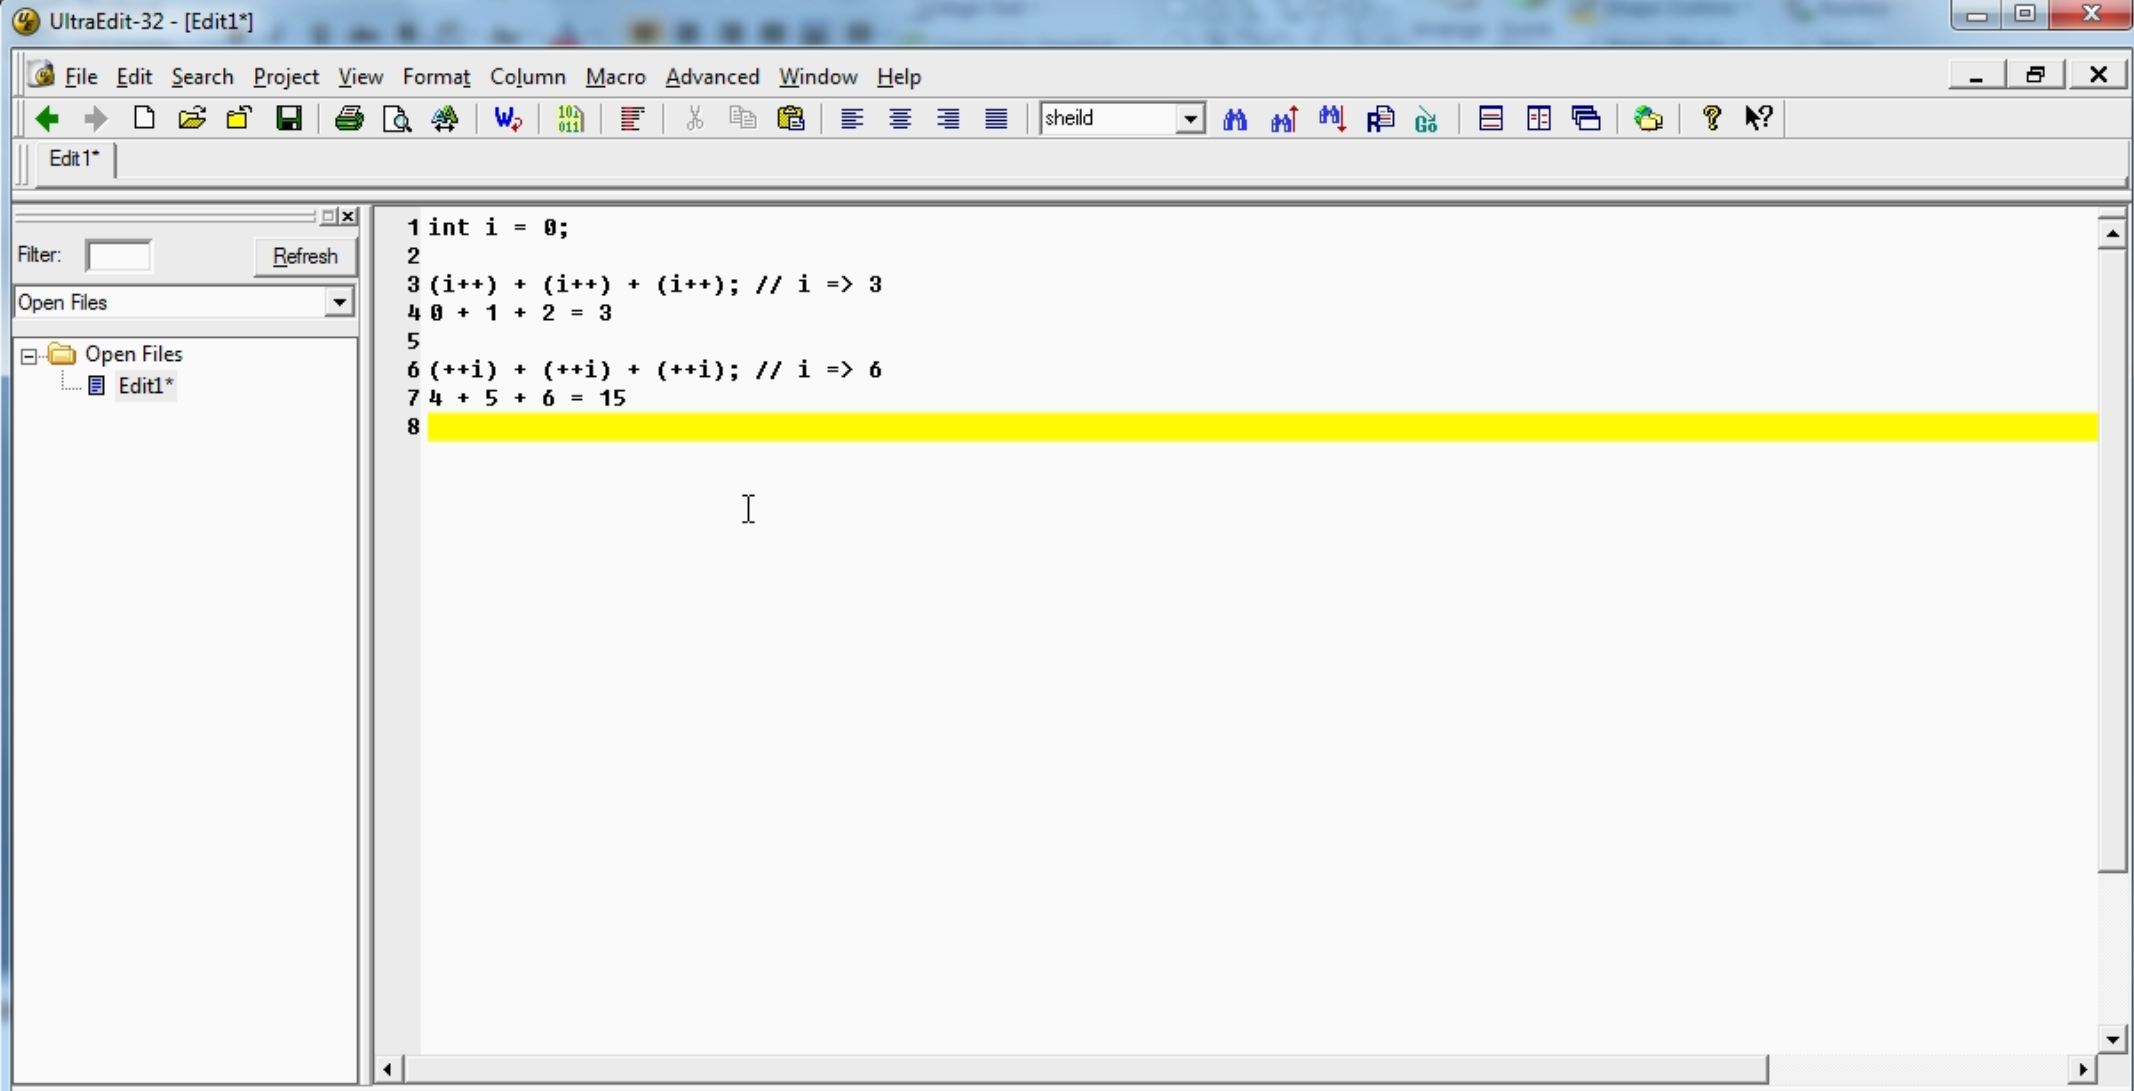 UltraEdit-32 - [Edit1*]
File Edit Search Project View Format Column Macro Advanced Window Help
sheild
Edit1*
Filter: Refresh
Open Files
Open Files
Edit1*
1 int i = 0;
2
3 (i++) + (i++) + (i++); // i => 3
4 0 + 1 + 2 = 3
5
6 (++i) + (++i) + (++i); // i => 6
7 4 + 5 + 6 = 15
8